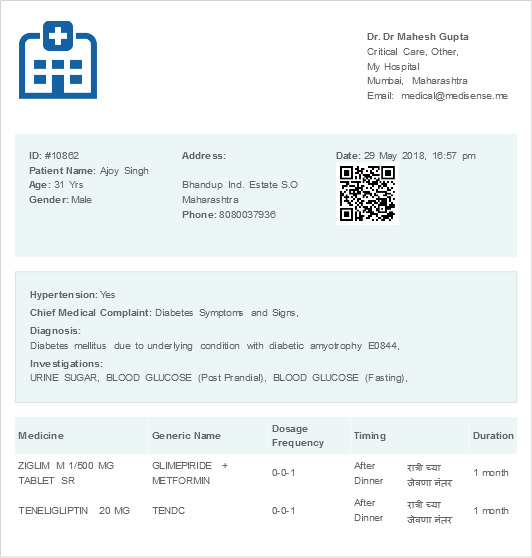 Dr. Dr Mahesh Gupta
Critical Care, Other,
My Hospital
Mumbai, Maharashtra
Email: medical@medisense.me
ID: #10862
Patient Name: Ajoy Singh
Age: 31 Yrs
Gender: Male
Address:
Bhandup Ind. Estate S.O
Maharashtra
Phone: 8080037936
Date: 29 May 2018, 16:57 pm
Hypertension: Yes
Chief Medical Complaint: Diabetes Symptoms and Signs,
Diagnosis:
Diabetes mellitus due to underlying condition with diabetic amyotrophy E0844,
Investigations:
URINE SUGAR, BLOOD GLUCOSE (Post Prandial), BLOOD GLUCOSE (Fasting),
Medicine Generic Name Dosage Frequency Timing Duration
ZIGLIM M 1/500 MG TABLET SR GLIMEPIRIDE + METFORMIN 0-0-1 After Dinner रात्री च्या जेवणा नंतर 1 month
TENELIGLIPTIN 20 MG TENDC 0-0-1 After Dinner रात्री च्या जेवणा नंतर 1 month